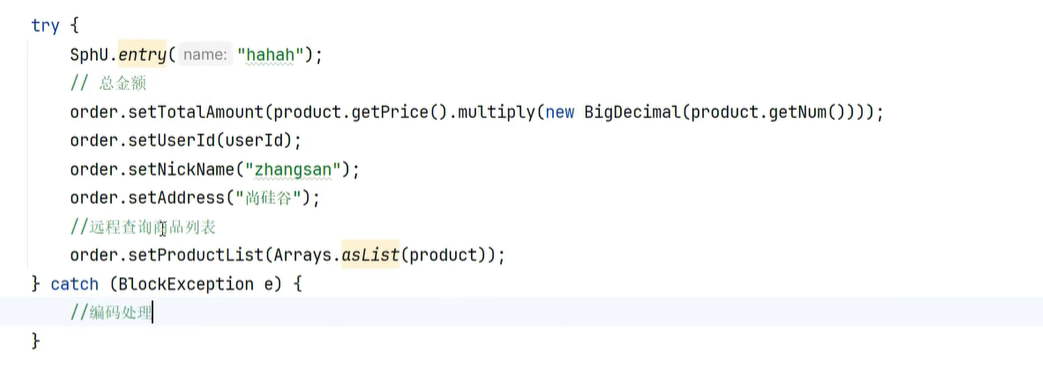 try {
SphU.entry( name: "hahah");
// 总金额
order.setTotalAmount(product.getPrice().multiply(new BigDecimal(product.getNum())));
order.setUserId(userId);
order.setNickName("zhangsan");
order.setAddress("尚硅谷");
//远程查询商品列表
order.setProductList(Arrays.asList(product));
} catch (BlockException e) {
//编码处理
}